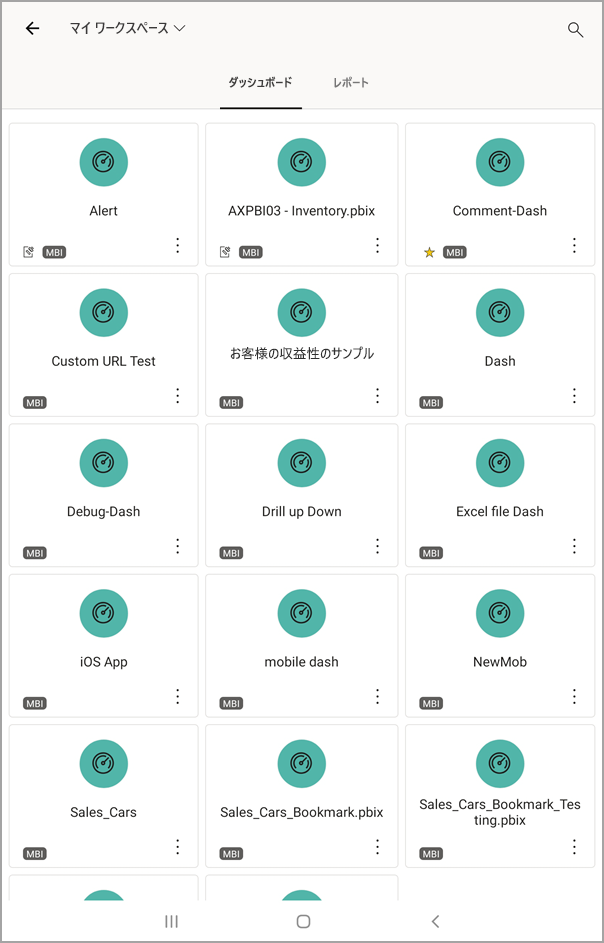 マイ ワークスペース
ダッシュボード レポート
Alert
MBI
AXPBI03 - Inventory.pbix
MBI
Comment-Dash
MBI
Custom URL Test
MBI
お客様の収益性のサンプル
MBI
Dash
MBI
Debug-Dash
MBI
Drill up Down
MBI
Excel file Dash
MBI
iOS App
MBI
mobile dash
MBI
NewMob
MBI
Sales_Cars
MBI
Sales_Cars_Bookmark.pbix
MBI
Sales_Cars_Bookmark_Tes
ting.pbix
MBI